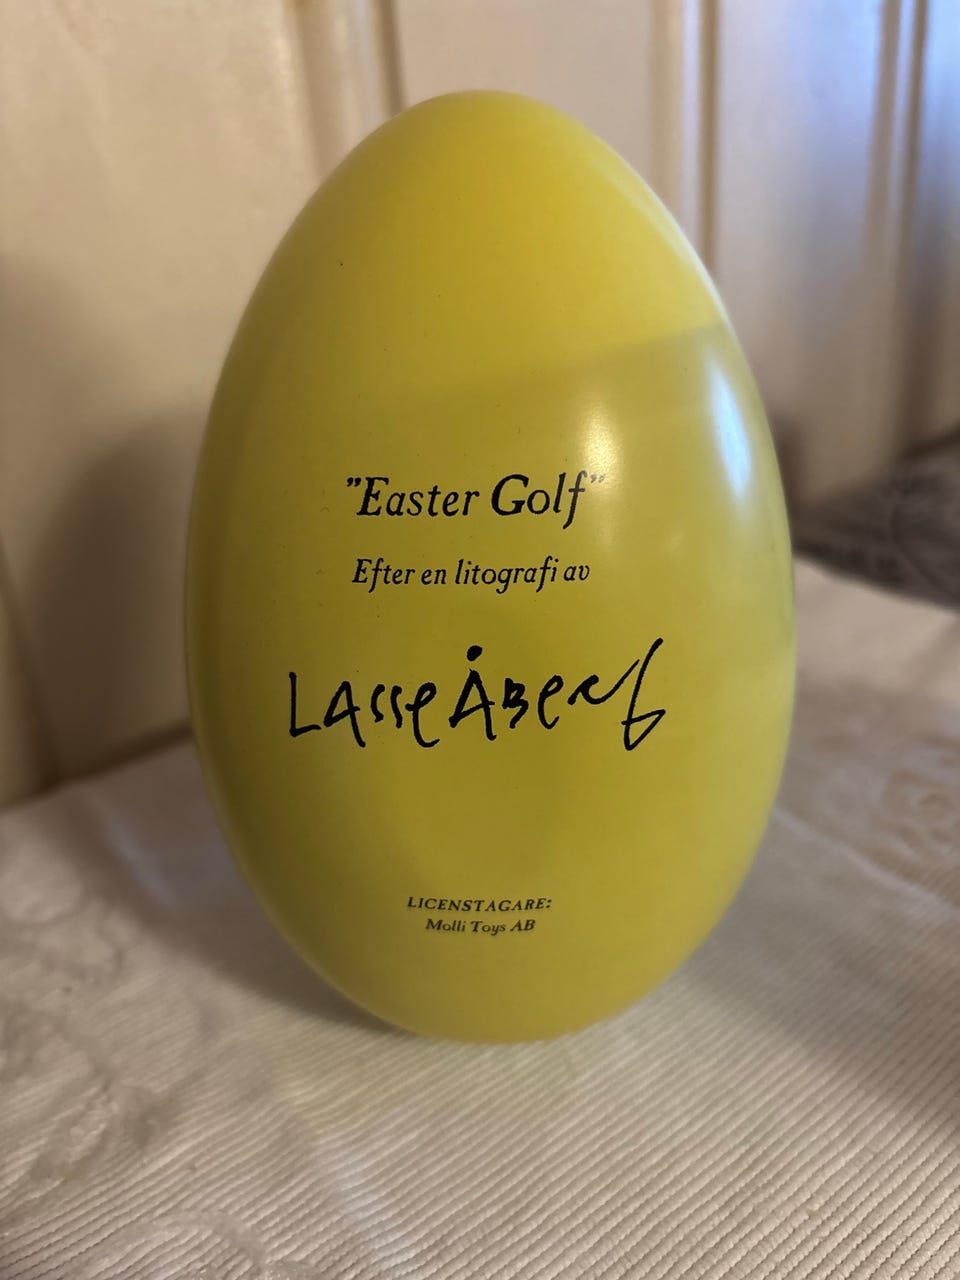 ”Easter Golf”
Efter en litografi av
Lasse Åberg
LICENSTAGARE:
Molli Toys AB